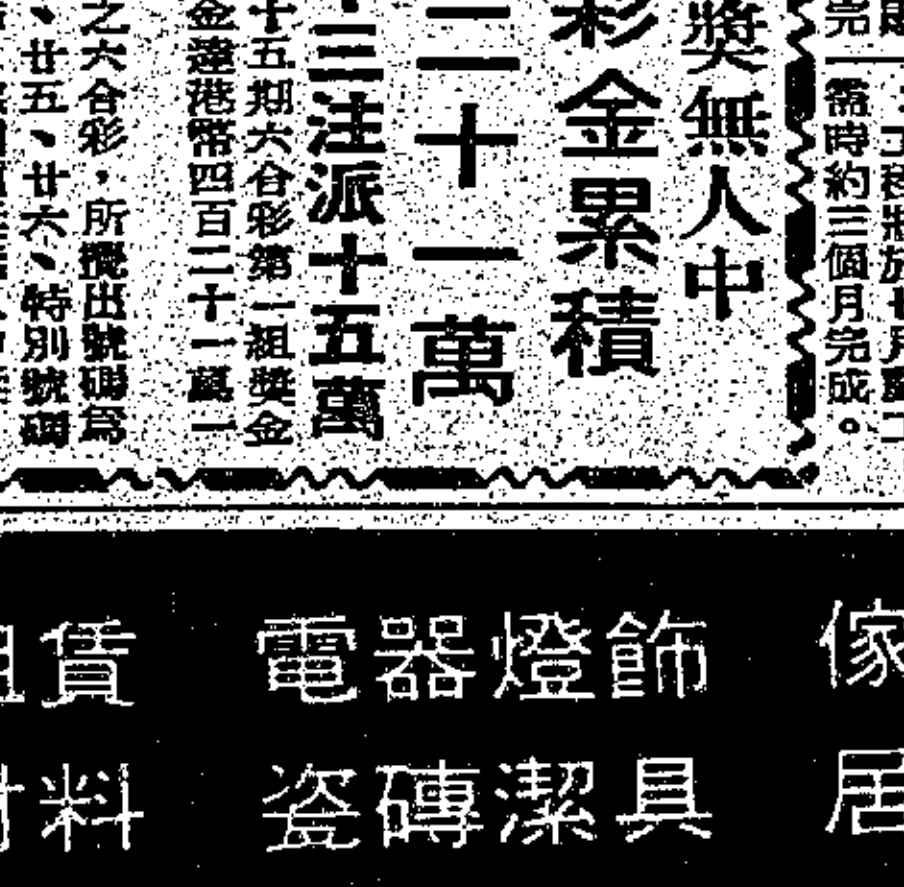 完
需時約三個月完成。
獎無人中
彩金累積
二十一萬
三注派十五萬
十五期六合彩第一組獎金
金達港幣四百二十一萬一
之六合彩，所攪出號碼為
、廿五、廿六、特別號碼
賃 電器燈飾 傢
料 瓷磚潔具 居